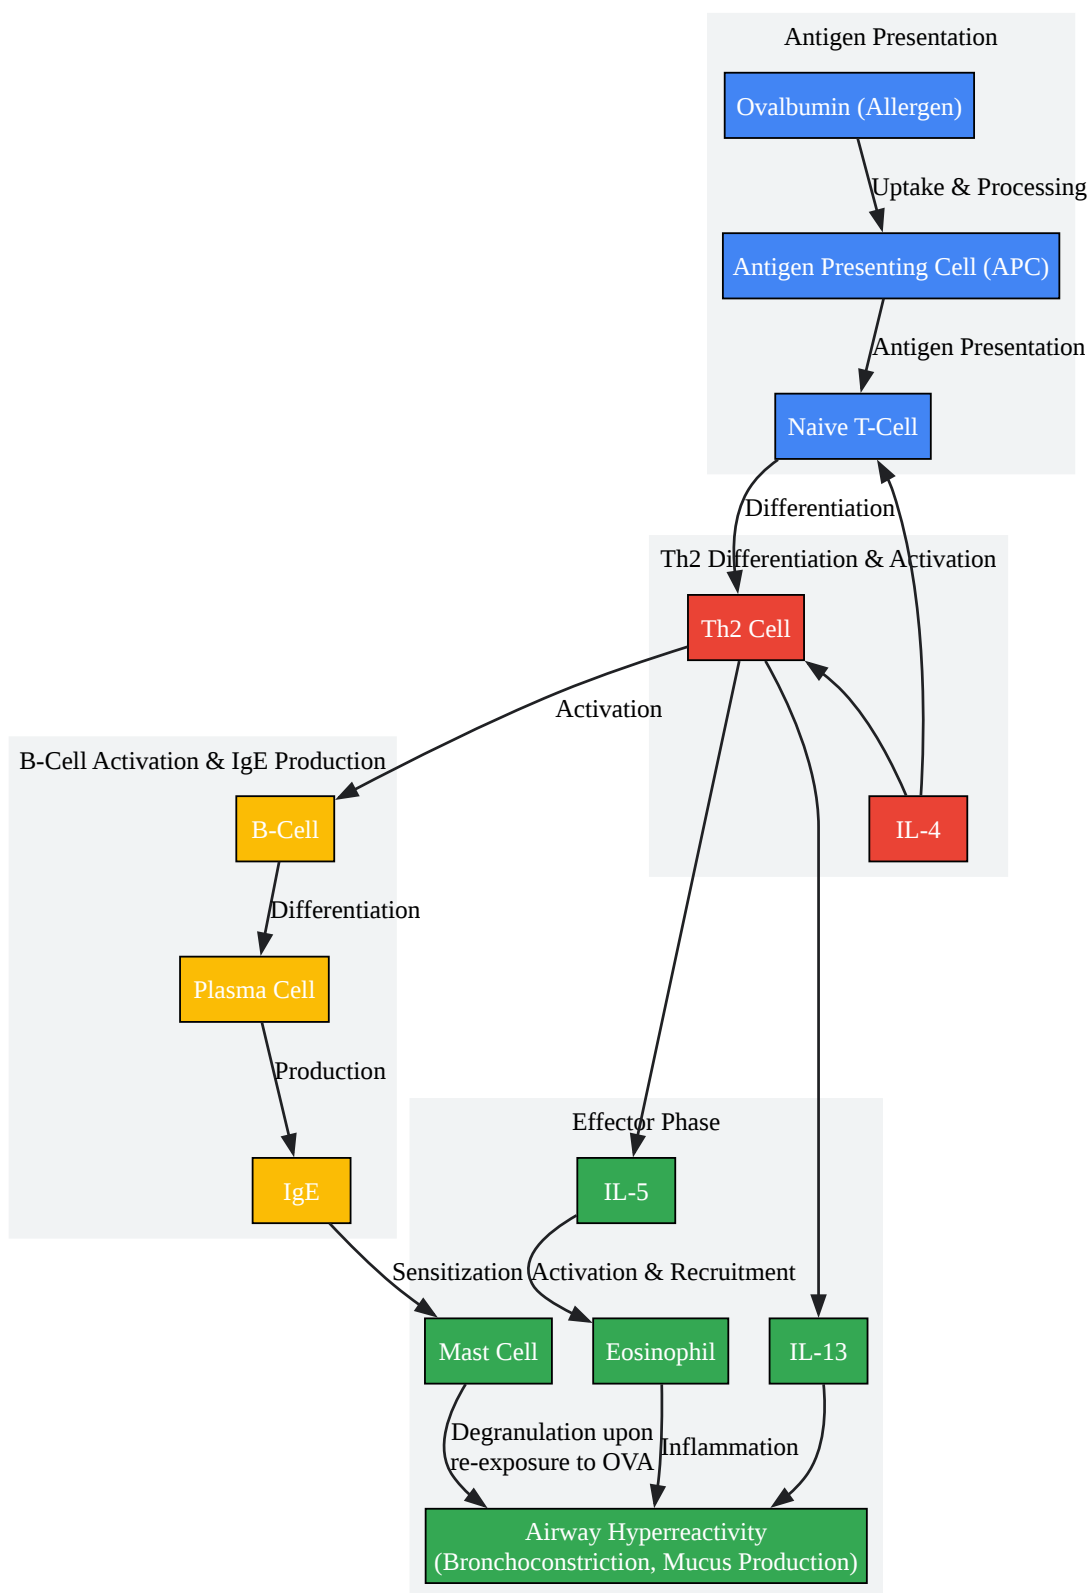 Antigen Presentation
Ovalbumin (Allergen)
Uptake & Processing
Antigen Presenting Cell (APC)
Antigen Presentation
Naive T-Cell
Differentiation
Th2 Differentiation & Activation
Th2 Cell
Activation
B-Cell Activation & IgE Production
B-Cell
IL-4
Differentiation
Plasma Cell
Production
Effector Phase
IgE
IL-5
Sensitization
Activation & Recruitment
Mast Cell
Eosinophil
IL-13
Degranulation upon
re-exposure to OVA
Inflammation
Airway Hyperreactivity
(Bronchoconstriction, Mucus Production)